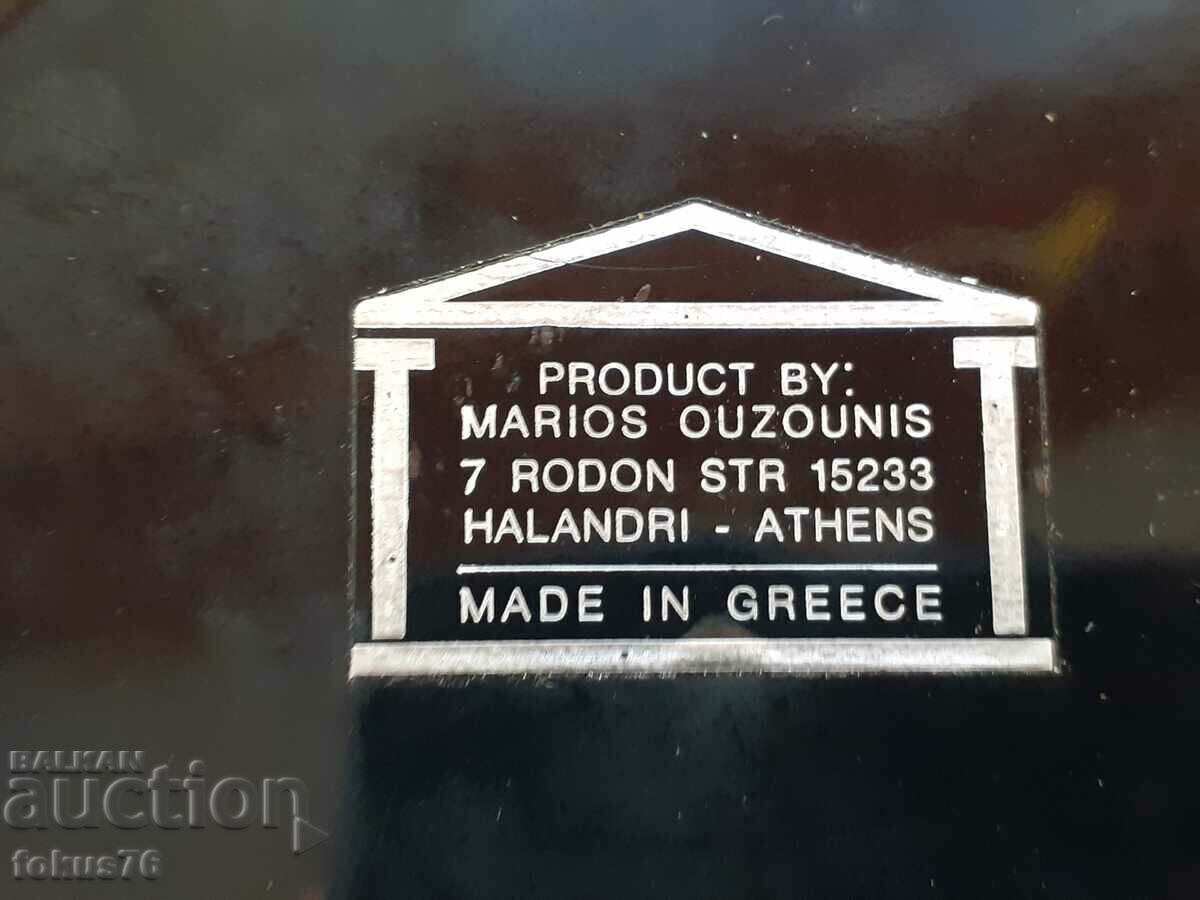 PRODUCT BY:
MARIOS OUZOUNIS
7 RODON STR 15233
HALANDRI - ATHENS
MADE IN GREECE
BALKAN
auction
fokus76